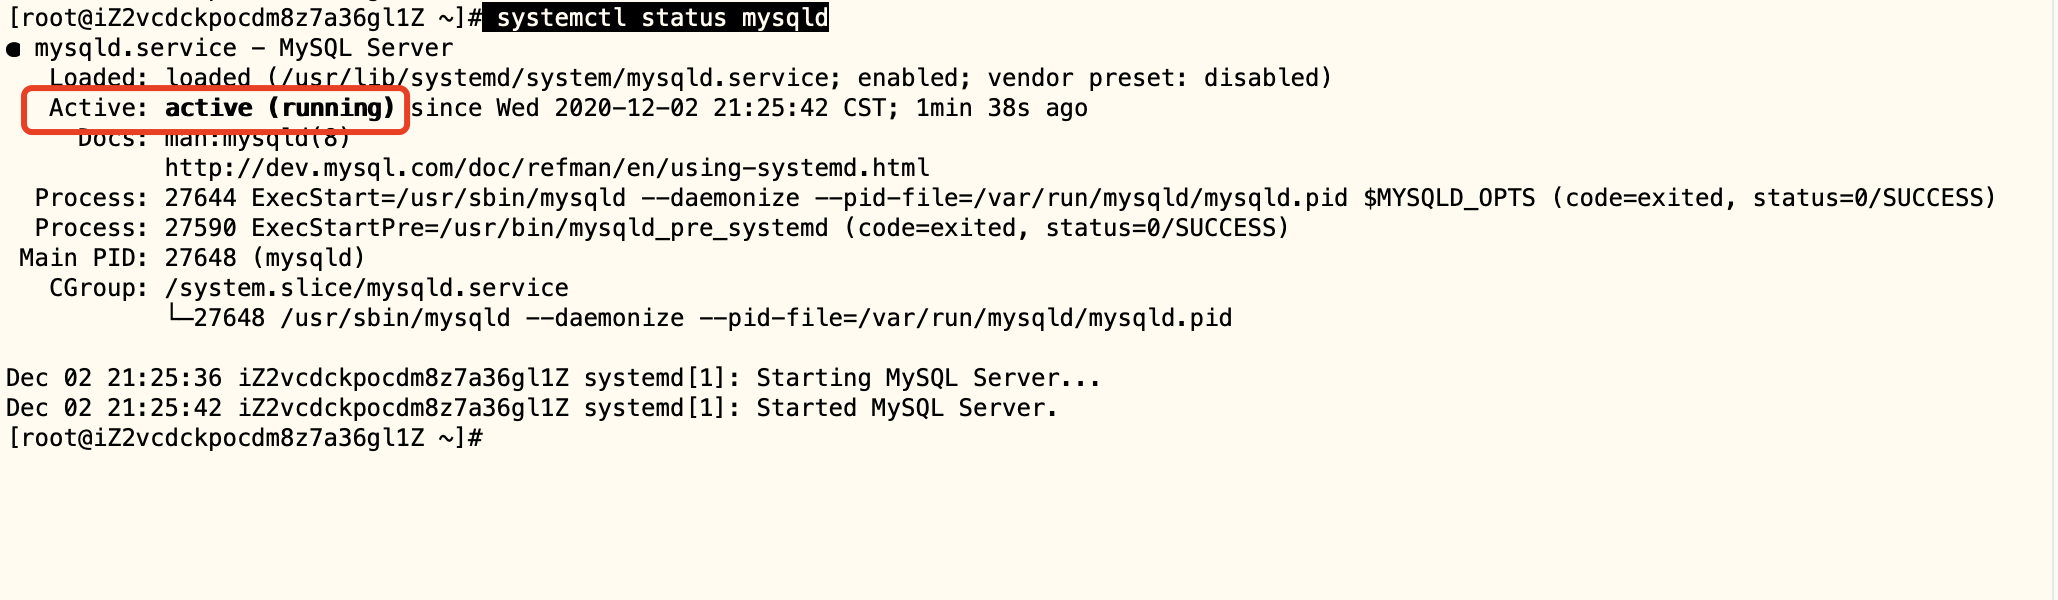 [root@iZ2vcdckpocdm8z7a36gl1Z ~]# systemctl status mysqld
● mysqld.service - MySQL Server
Loaded: loaded (/usr/lib/systemd/system/mysqld.service; enabled; vendor preset: disabled)
Active: active (running) since Wed 2020-12-02 21:25:42 CST; 1min 38s ago
Docs: man:mysqld(8)
http://dev.mysql.com/doc/refman/en/using-systemd.html
Process: 27644 ExecStart=/usr/sbin/mysqld --daemonize --pid-file=/var/run/mysqld/mysqld.pid $MYSQLD_OPTS (code=exited, status=0/SUCCESS)
Process: 27590 ExecStartPre=/usr/bin/mysqld_pre_systemd (code=exited, status=0/SUCCESS)
Main PID: 27648 (mysqld)
CGroup: /system.slice/mysqld.service
└─27648 /usr/sbin/mysqld --daemonize --pid-file=/var/run/mysqld/mysqld.pid
Dec 02 21:25:36 iZ2vcdckpocdm8z7a36gl1Z systemd[1]: Starting MySQL Server...
Dec 02 21:25:42 iZ2vcdckpocdm8z7a36gl1Z systemd[1]: Started MySQL Server.
[root@iZ2vcdckpocdm8z7a36gl1Z ~]#